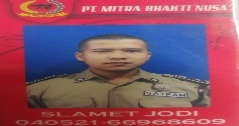 PT. MITRA BHAKTI NUSA
SLAMET JODI
040521-66968609